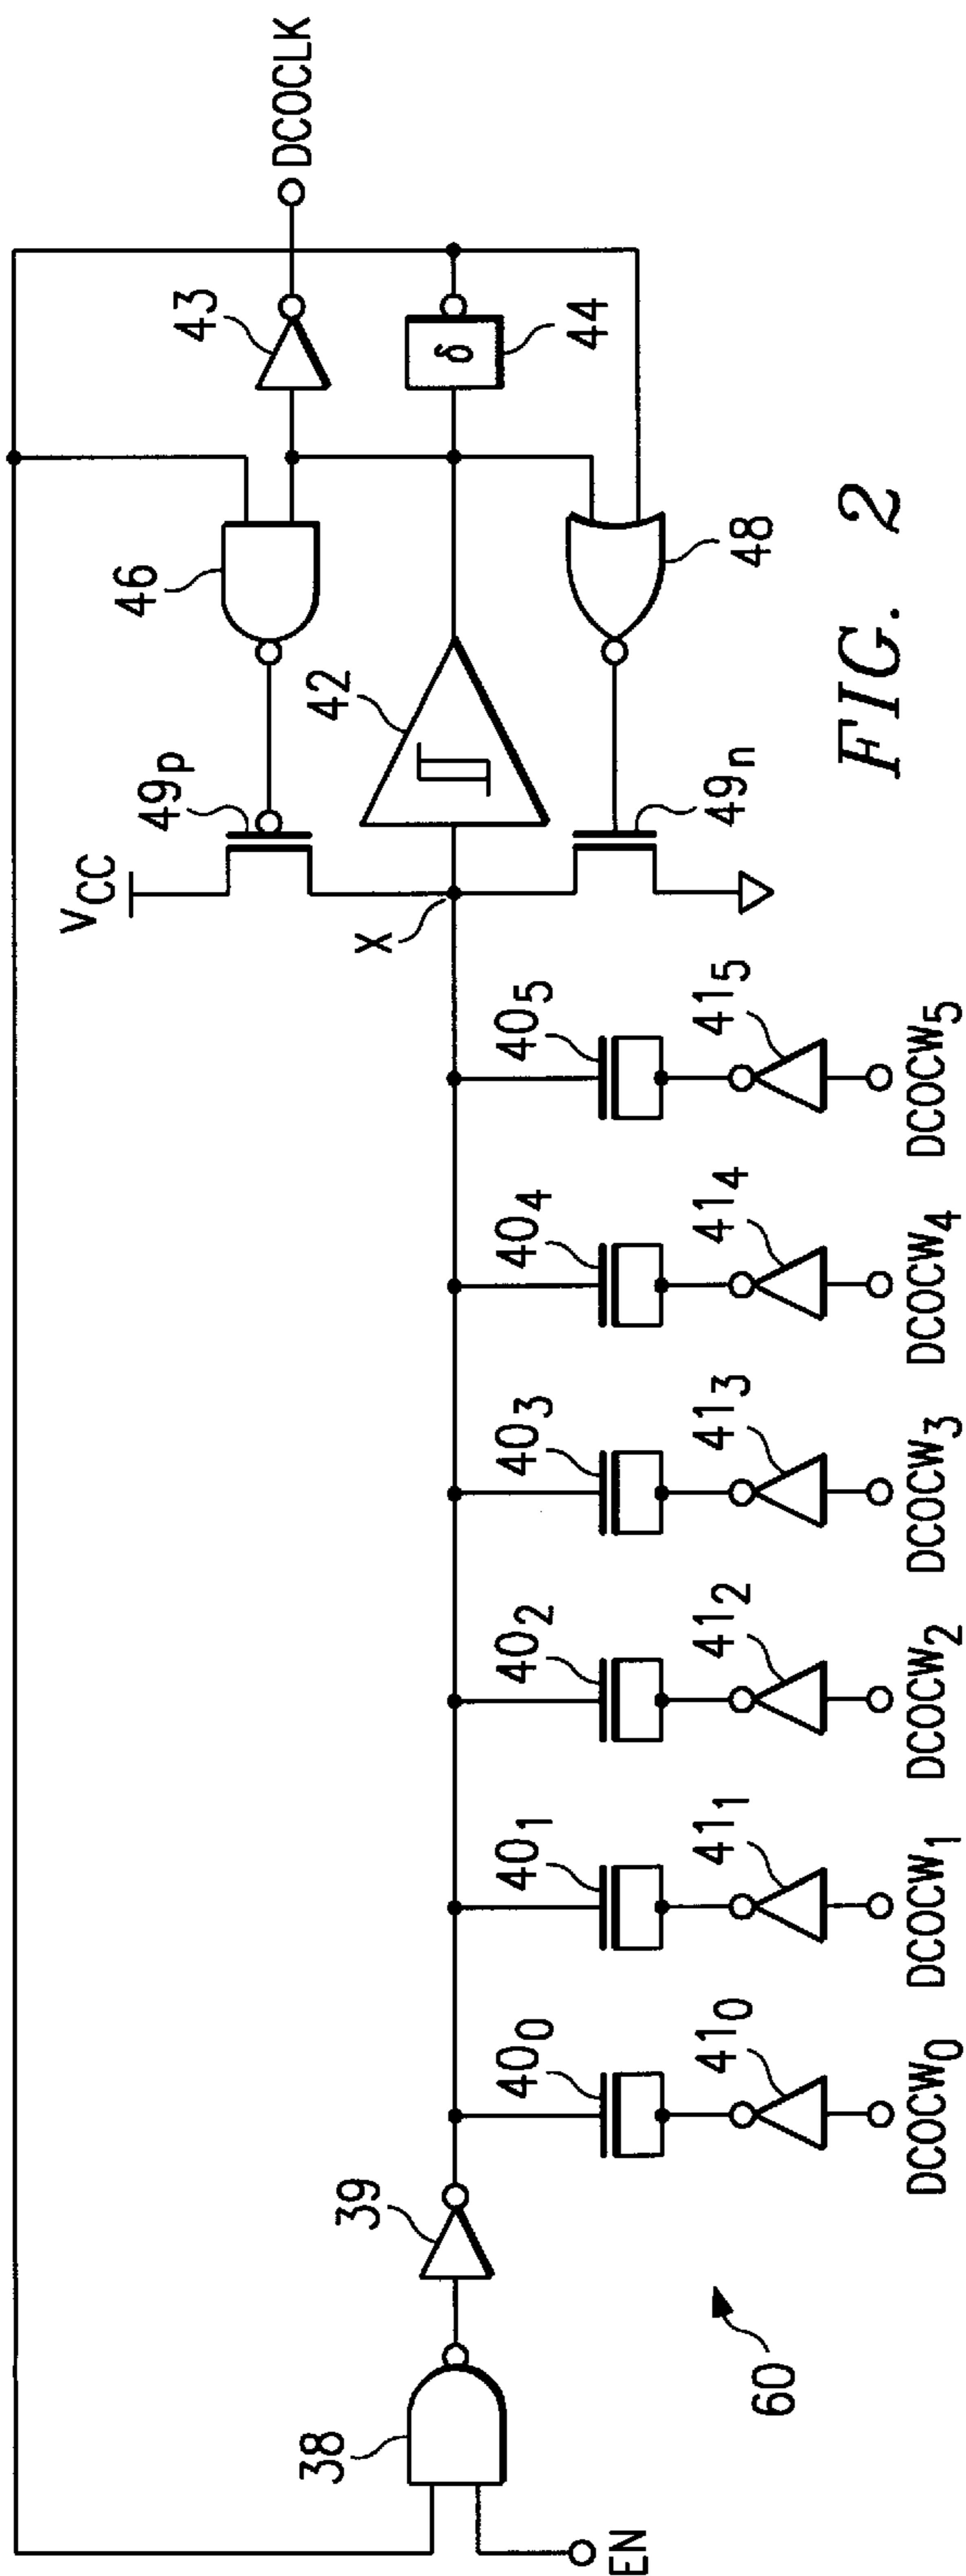 EN
38
39
40₀
41₀
DCOCW₀
40₁
41₁
DCOCW₁
40₂
41₂
DCOCW₂
40₃
41₃
DCOCW₃
40₄
41₄
DCOCW₄
40₅
41₅
DCOCW₅
60
X
V_CC
49p
49n
42
46
48
43
δ
44
DCOCLK
FIG. 2